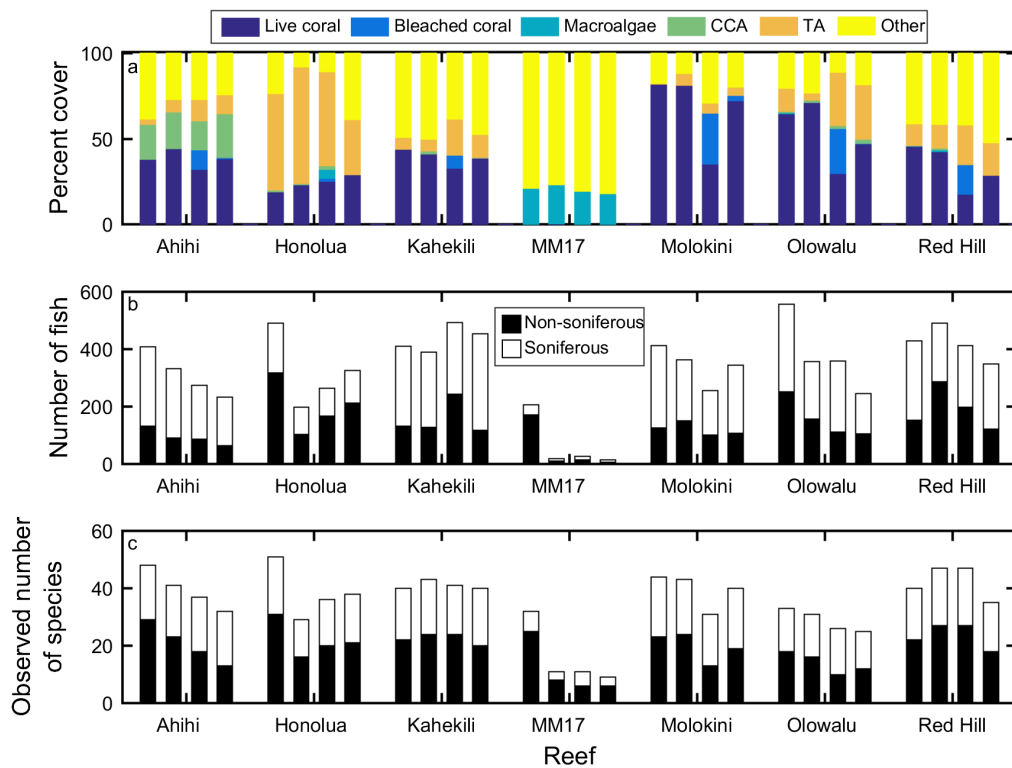 Live coral Bleached coral Macroalgae CCA TA Other
a
100
50
0
Percent cover
Ahihi Honolua Kahekili MM17 Molokini Olowalu Red Hill
b
600
400
200
0
Number of fish
Non-soniferous
Soniferous
Ahihi Honolua Kahekili MM17 Molokini Olowalu Red Hill
c
60
40
20
0
Observed number
of species
Ahihi Honolua Kahekili MM17 Molokini Olowalu Red Hill
Reef